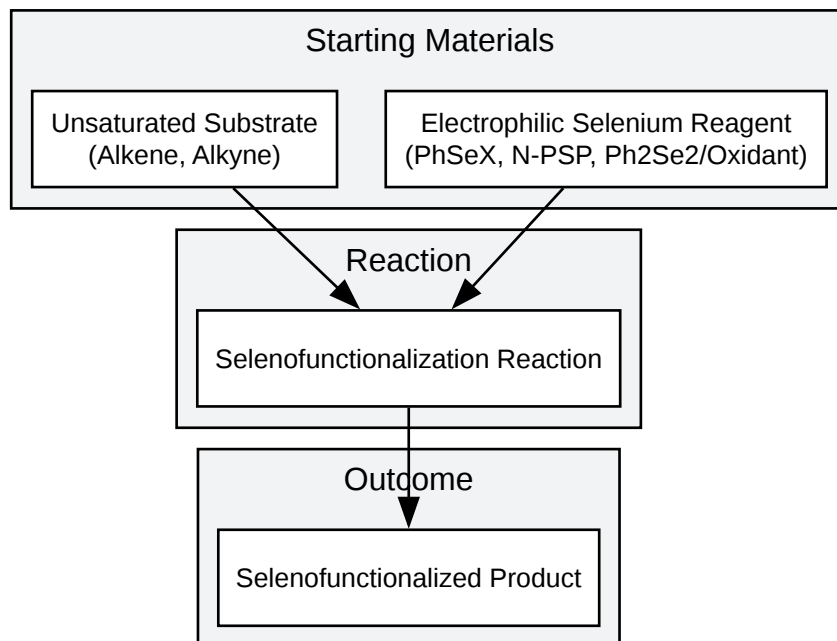 Starting Materials
Unsaturated Substrate
(Alkene, Alkyne)
Electrophilic Selenium Reagent
(PhSeX, N-PSP, Ph2Se2/Oxidant)
Reaction
Selenofunctionalization Reaction
Outcome
Selenofunctionalized Product